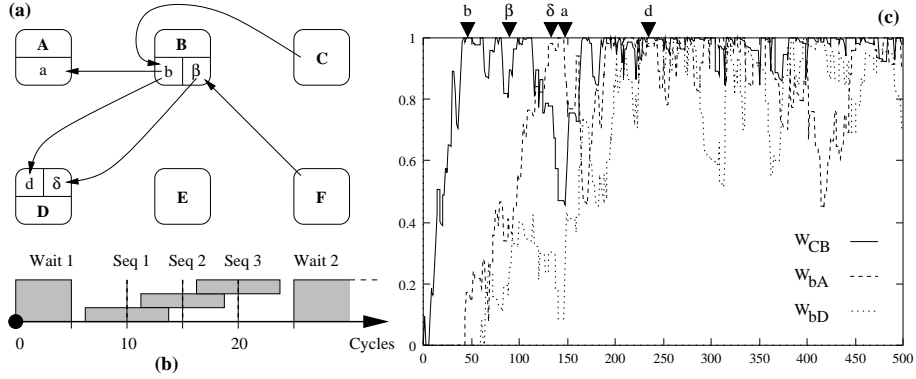 (a)
A
B
C
a
b
β
d
δ
D
E
F
Wait 1
Seq 1
Seq 2
Seq 3
Wait 2
0
10
20
Cycles
(b)
b
β
δ
a
d
(c)
1
0.8
0.6
0.4
0.2
0
W_CB
W_bA
W_bD
0
50
100
150
200
250
300
350
400
450
500